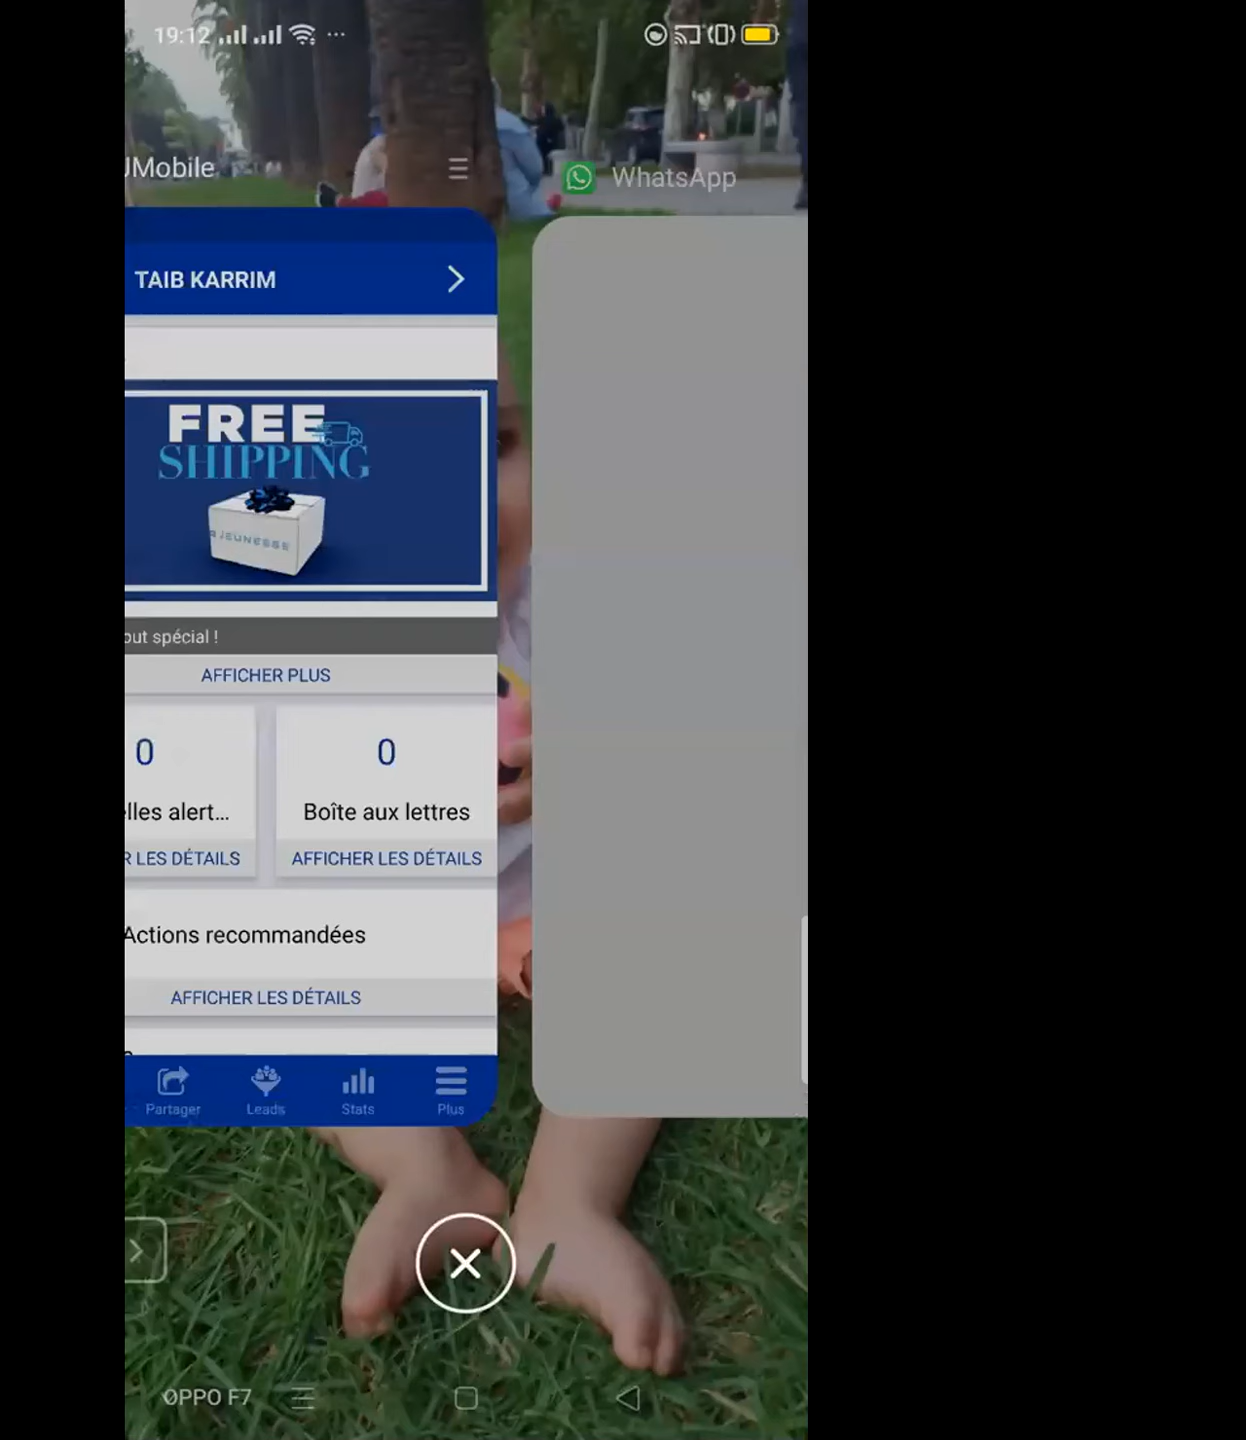 19:12
JMobile
WhatsApp
TAIB KARRIM
FREE
SHIPPING
JEUNESSE
out spécial !
AFFICHER PLUS
0
0
elles alert...
Boîte aux lettres
R LES DÉTAILS
AFFICHER LES DÉTAILS
Actions recommandées
AFFICHER LES DÉTAILS
Partager
Leads
Stats
Plus
OPPO F7